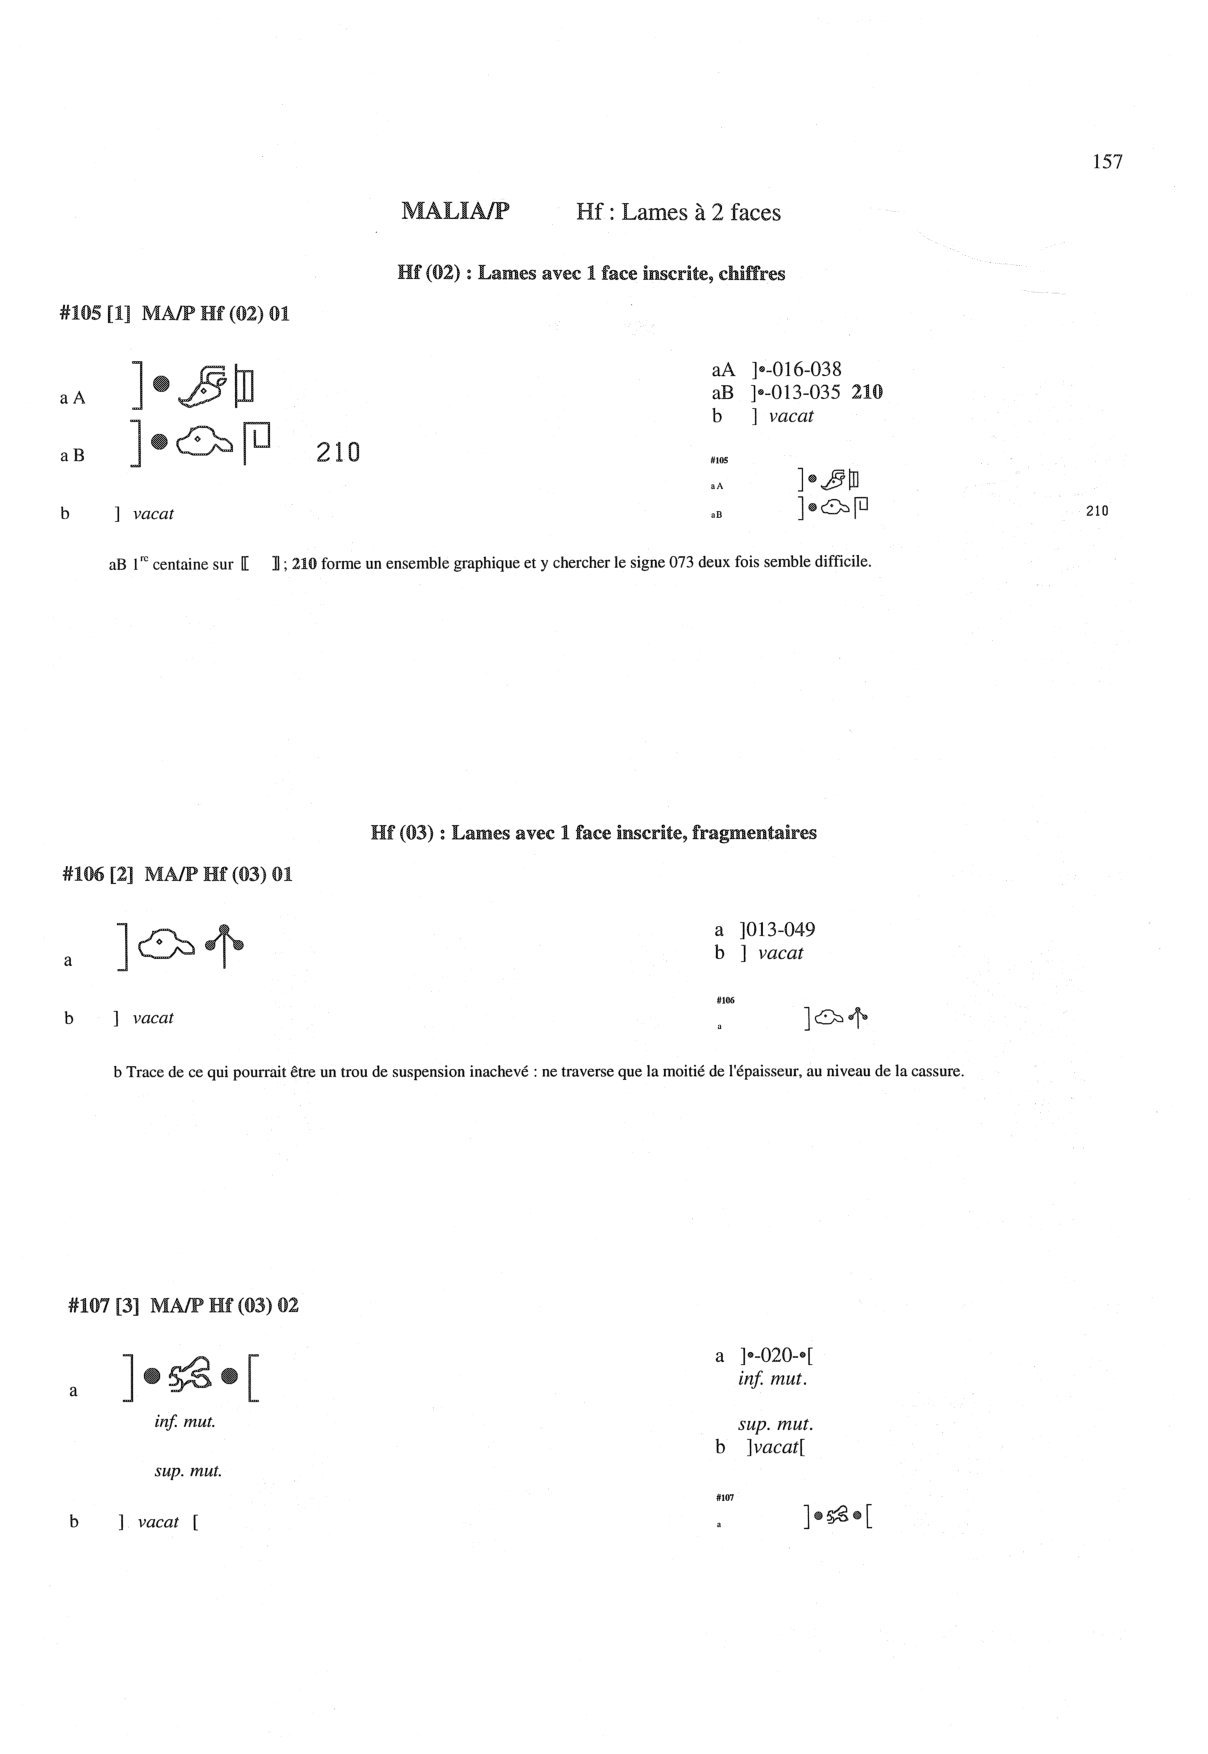 157
MALIA/P Hf : Lames à 2 faces
Hf (02) : Lames avec 1 face inscrite, chiffres
#105 [1] MA/P Hf (02) 01
a A ]•
a B ]• 210
b ] vacat
aA ]•-016-038
aB ]•-013-035 210
b ] vacat
#105
aA ]•
aB ]• 210
aB 1re centaine sur ⟦ ⟧ ; 210 forme un ensemble graphique et y chercher le signe 073 deux fois semble difficile.
Hf (03) : Lames avec 1 face inscrite, fragmentaires
#106 [2] MA/P Hf (03) 01
a ]
b ] vacat
a ]013-049
b ] vacat
#106
a ]
b Trace de ce qui pourrait être un trou de suspension inachevé : ne traverse que la moitié de l'épaisseur, au niveau de la cassure.
#107 [3] MA/P Hf (03) 02
a ]• •[
inf. mut.
sup. mut.
b ] vacat [
a ]•-020-•[
inf. mut.
sup. mut.
b ]vacat[
#107
a ]• •[